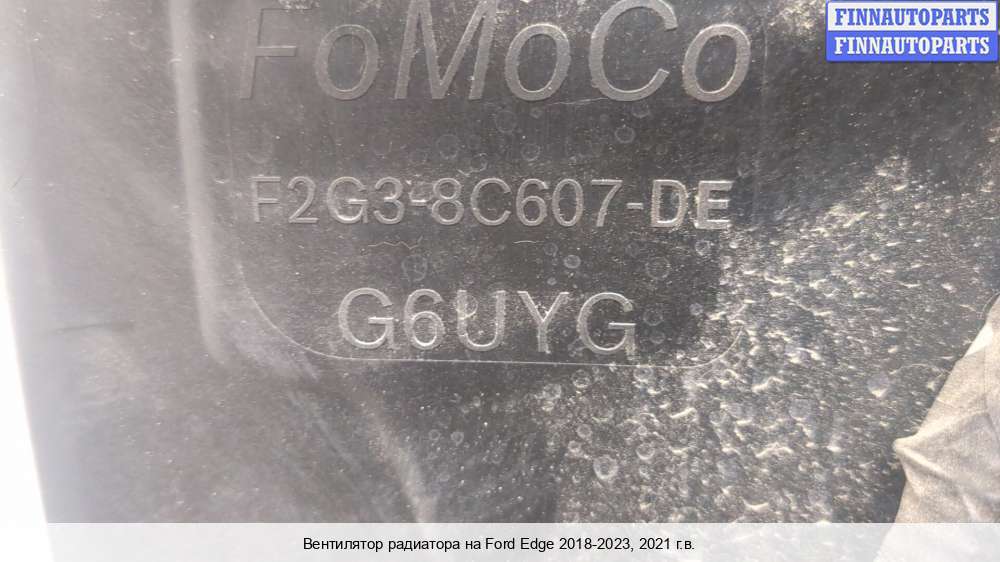 FINNAUTOPARTS
FINNAUTOPARTS
FoMoCo
F2G3-8C607-DE
G6UYG
Вентилятор радиатора на Ford Edge 2018-2023, 2021 г.в.